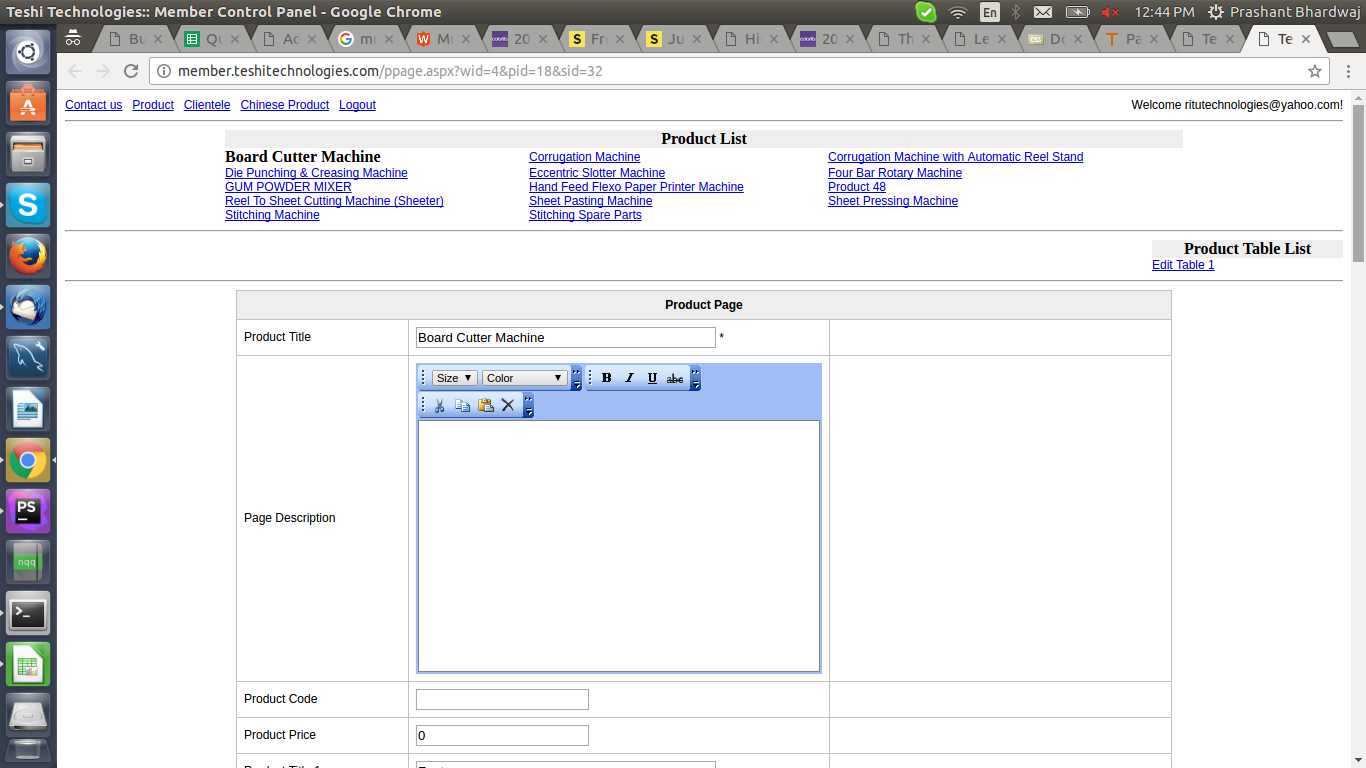 Teshi Technologies:: Member Control Panel - Google Chrome
En
12:44 PM
Prashant Bhardwaj
Bu
Qu
Ad
mu
Mu
colorlib 20
S Fr
S Ju
Hi
colorlib 20
Th
Le
Do
Pa
Te
Te
member.teshitechnologies.com/ppage.aspx?wid=4&pid=18&sid=32
Contact us Product Clientele Chinese Product Logout
Welcome ritutechnologies@yahoo.com!
Product List
Board Cutter Machine Corrugation Machine Corrugation Machine with Automatic Reel Stand
Die Punching & Creasing Machine Eccentric Slotter Machine Four Bar Rotary Machine
GUM POWDER MIXER Hand Feed Flexo Paper Printer Machine Product 48
Reel To Sheet Cutting Machine (Sheeter) Sheet Pasting Machine Sheet Pressing Machine
Stitching Machine Stitching Spare Parts
Product Table List
Edit Table 1
Product Page
Product Title Board Cutter Machine *
Size Color B I U abc
Page Description
Product Code
Product Price 0
S
PS
nqq
>_